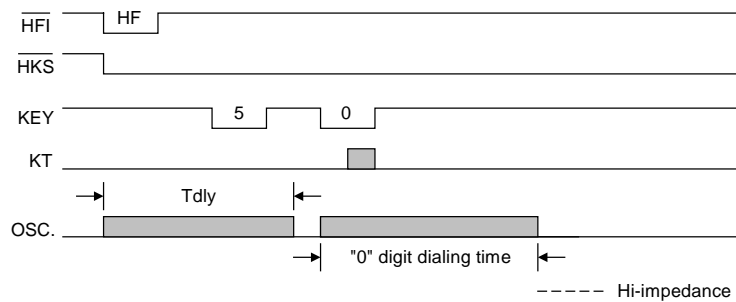 HFI
HF
HKS
KEY
5
0
KT
Tdly
OSC.
"0" digit dialing time
Hi-impedance